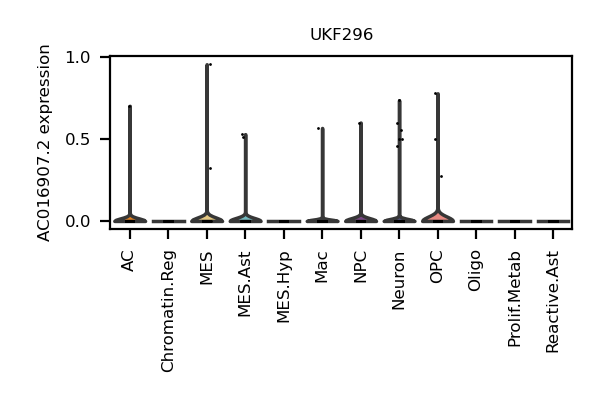 UKF296
AC016907.2 expression
1.0
0.5
0.0
AC
Chromatin.Reg
MES
MES.Ast
MES.Hyp
Mac
NPC
Neuron
OPC
Oligo
Prolif.Metab
Reactive.Ast